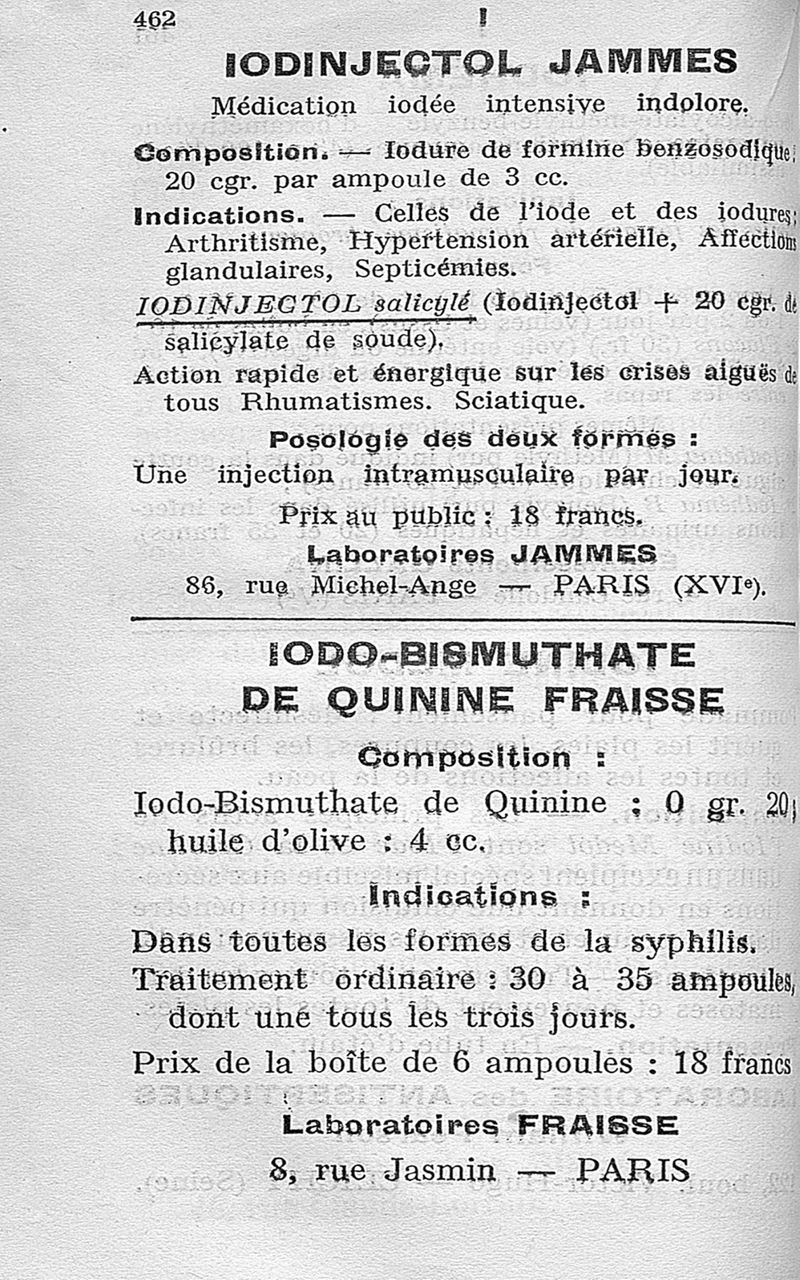 462 I
IODINJECTOL JAMMES
Médication iodée intensive indolore.
Composition. — Iodure de formine benzosodique;
20 cgr. par ampoule de 3 cc.
Indications. — Celles de l'iode et des iodures;
Arthritisme, Hypertension artérielle, Affections
glandulaires, Septicémies.
IODINJECTOL salicylé (Iodinjectol + 20 cgr. de
salicylate de soude).
Action rapide et énergique sur les crises aiguës de
tous Rhumatismes. Sciatique.
Posologie des deux formes :
Une injection intramusculaire par jour.
Prix au public : 18 francs.
Laboratoires JAMMES
86, rue Michel-Ange — PARIS (XVIe).
IODO-BISMUTHATE
DE QUININE FRAISSE
Composition :
Iodo-Bismuthate de Quinine : 0 gr. 20;
huile d'olive : 4 cc.
Indications :
Dans toutes les formes de la syphilis.
Traitement ordinaire : 30 à 35 ampoules,
dont une tous les trois jours.
Prix de la boîte de 6 ampoules : 18 francs
Laboratoires FRAISSE
8, rue Jasmin — PARIS